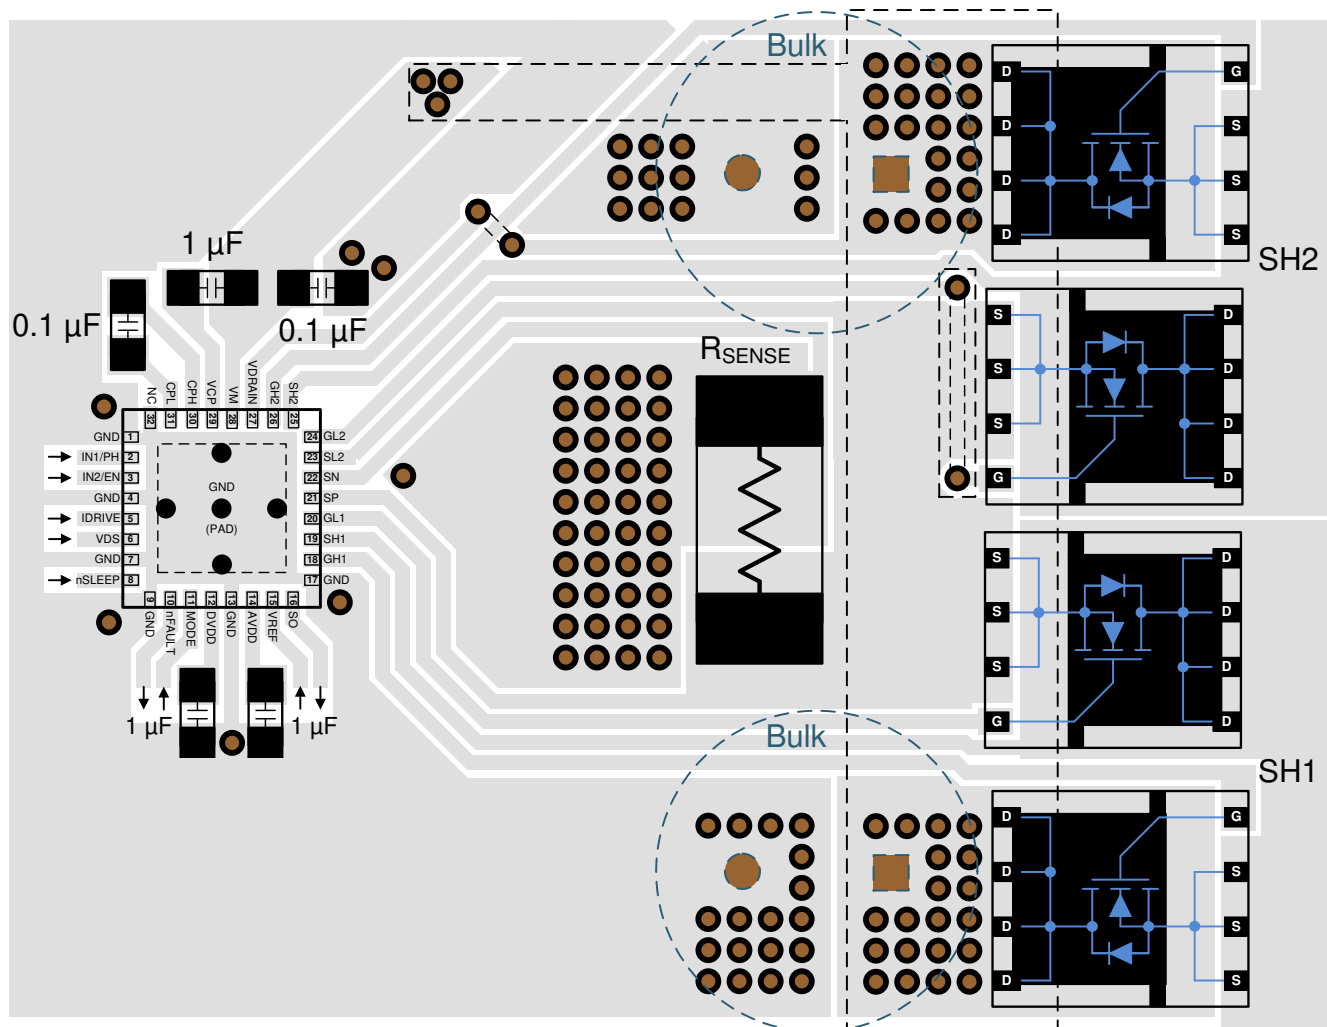 Bulk
D
D
D
D
G
S
S
S
SH2
1 µF
0.1 µF
0.1 µF
R_SENSE
S
S
S
G
D
D
D
D
NC
CPL
CPH
VCP
VM
VDRAIN
GH2
SH2
32
31
30
29
28
27
26
25
GND 1
IN1/PH 2
IN2/EN 3
GND 4
IDRIVE 5
VDS 6
GND 7
nSLEEP 8
GND
(PAD)
24 GL2
23 SL2
22 SN
21 SP
20 GL1
19 SH1
18 GH1
17 GND
9
10
11
12
13
14
15
16
GND
nFAULT
MODE
DVDD
GND
AVDD
VREF
SO
1 µF
1 µF
S
S
S
G
D
D
D
D
Bulk
SH1
D
D
D
D
G
S
S
S